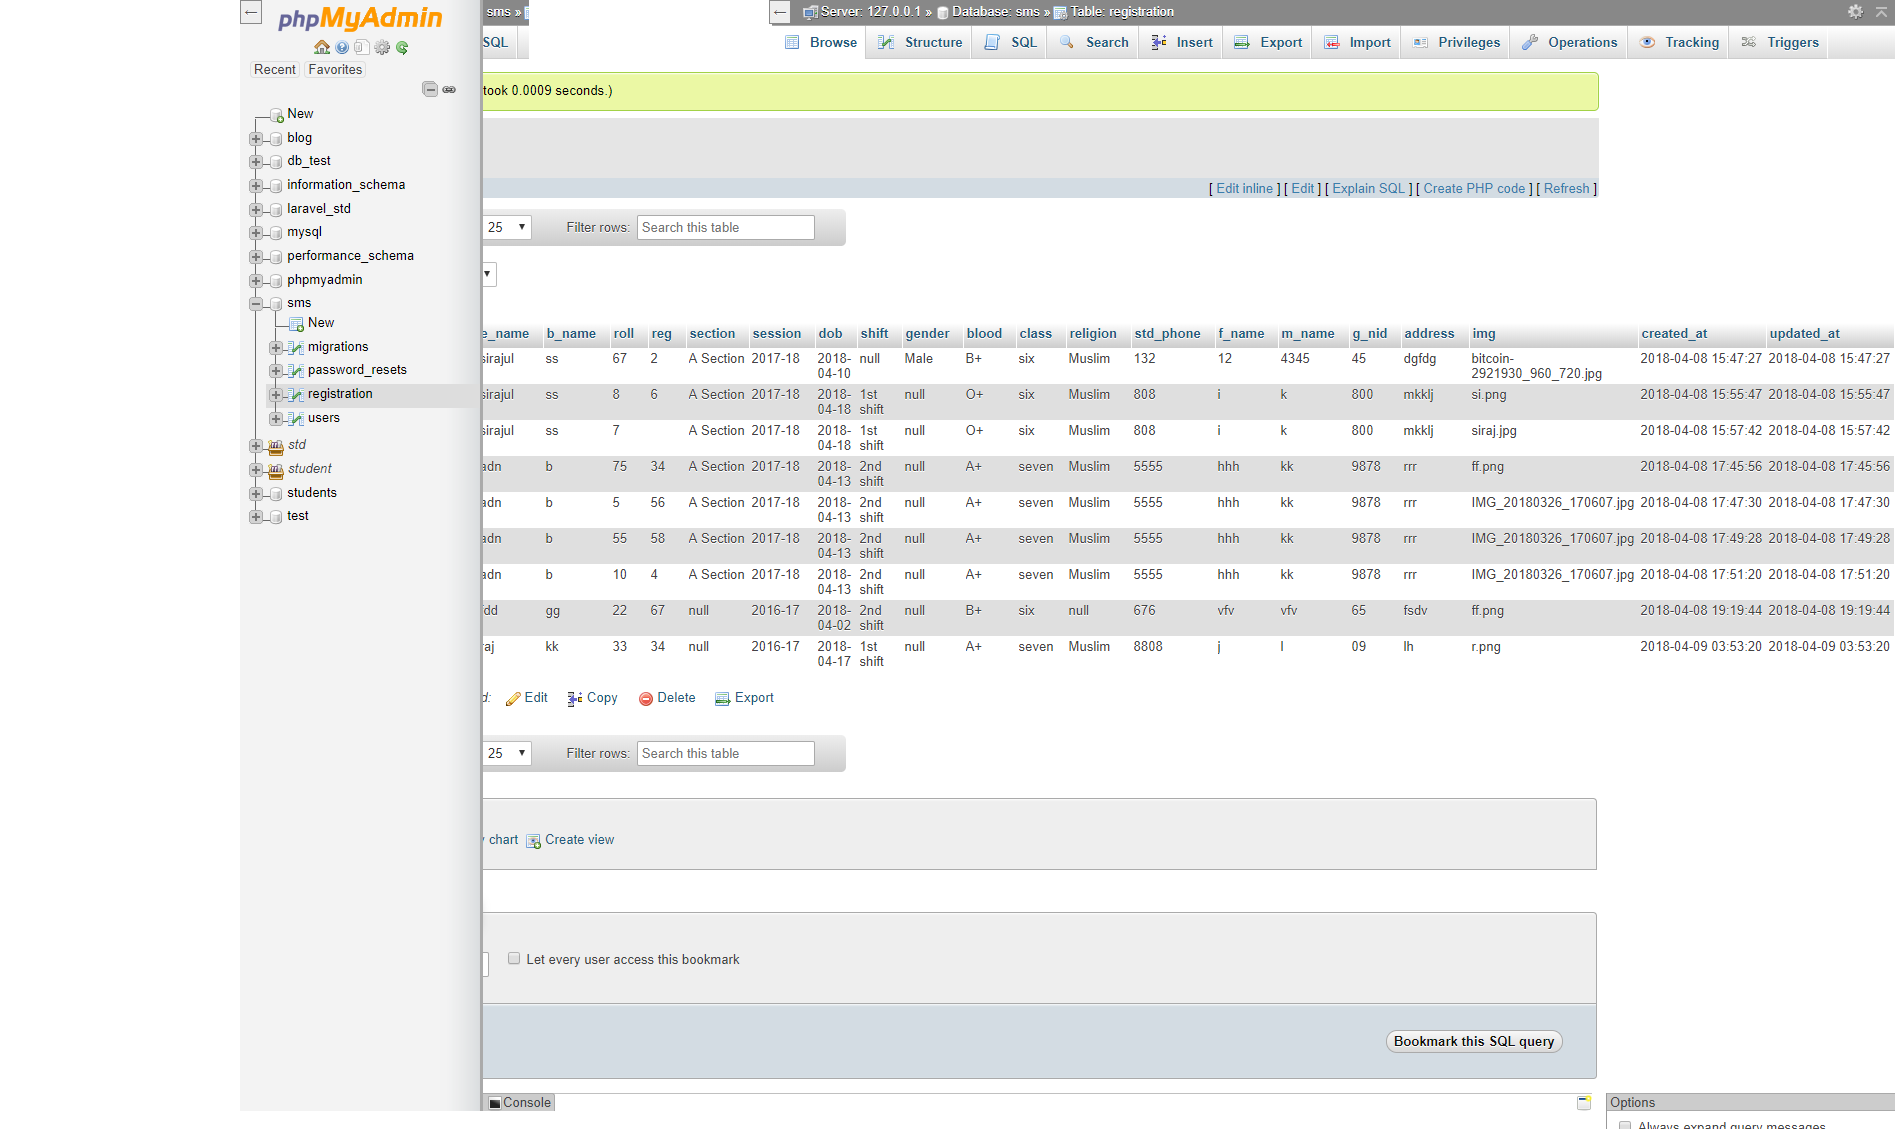 phpMyAdmin
Recent Favorites
New
blog
db_test
information_schema
laravel_std
mysql
performance_schema
phpmyadmin
sms
New
migrations
password_resets
registration
users
std
student
students
test
sms »
SQL
Server: 127.0.0.1 » Database: sms » Table: registration
Browse Structure SQL Search Insert Export Import Privileges Operations Tracking Triggers
took 0.0009 seconds.)
[ Edit inline ] [ Edit ] [ Explain SQL ] [ Create PHP code ] [ Refresh ]
25 Filter rows: Search this table
e_name b_name roll reg section session dob shift gender blood class religion std_phone f_name m_name g_nid address img created_at updated_at
sirajul ss 67 2 A Section 2017-18 2018-04-10 null Male B+ six Muslim 132 12 4345 45 dgfdg bitcoin-2921930_960_720.jpg 2018-04-08 15:47:27 2018-04-08 15:47:27
sirajul ss 8 6 A Section 2017-18 2018-04-18 1st shift null O+ six Muslim 808 i k 800 mkklj si.png 2018-04-08 15:55:47 2018-04-08 15:55:47
sirajul ss 7 A Section 2017-18 2018-04-18 1st shift null O+ six Muslim 808 i k 800 mkklj siraj.jpg 2018-04-08 15:57:42 2018-04-08 15:57:42
adn b 75 34 A Section 2017-18 2018-04-13 2nd shift null A+ seven Muslim 5555 hhh kk 9878 rrr ff.png 2018-04-08 17:45:56 2018-04-08 17:45:56
adn b 5 56 A Section 2017-18 2018-04-13 2nd shift null A+ seven Muslim 5555 hhh kk 9878 rrr IMG_20180326_170607.jpg 2018-04-08 17:47:30 2018-04-08 17:47:30
adn b 55 58 A Section 2017-18 2018-04-13 2nd shift null A+ seven Muslim 5555 hhh kk 9878 rrr IMG_20180326_170607.jpg 2018-04-08 17:49:28 2018-04-08 17:49:28
adn b 10 4 A Section 2017-18 2018-04-13 2nd shift null A+ seven Muslim 5555 hhh kk 9878 rrr IMG_20180326_170607.jpg 2018-04-08 17:51:20 2018-04-08 17:51:20
fdd gg 22 67 null 2016-17 2018-04-02 2nd shift null B+ six null 676 vfv vfv 65 fsdv ff.png 2018-04-08 19:19:44 2018-04-08 19:19:44
raj kk 33 34 null 2016-17 2018-04-17 1st shift null A+ seven Muslim 8808 j l 09 lh r.png 2018-04-09 03:53:20 2018-04-09 03:53:20
d: Edit Copy Delete Export
25 Filter rows: Search this table
chart Create view
Let every user access this bookmark
Bookmark this SQL query
Console
Options
Always expand query messages